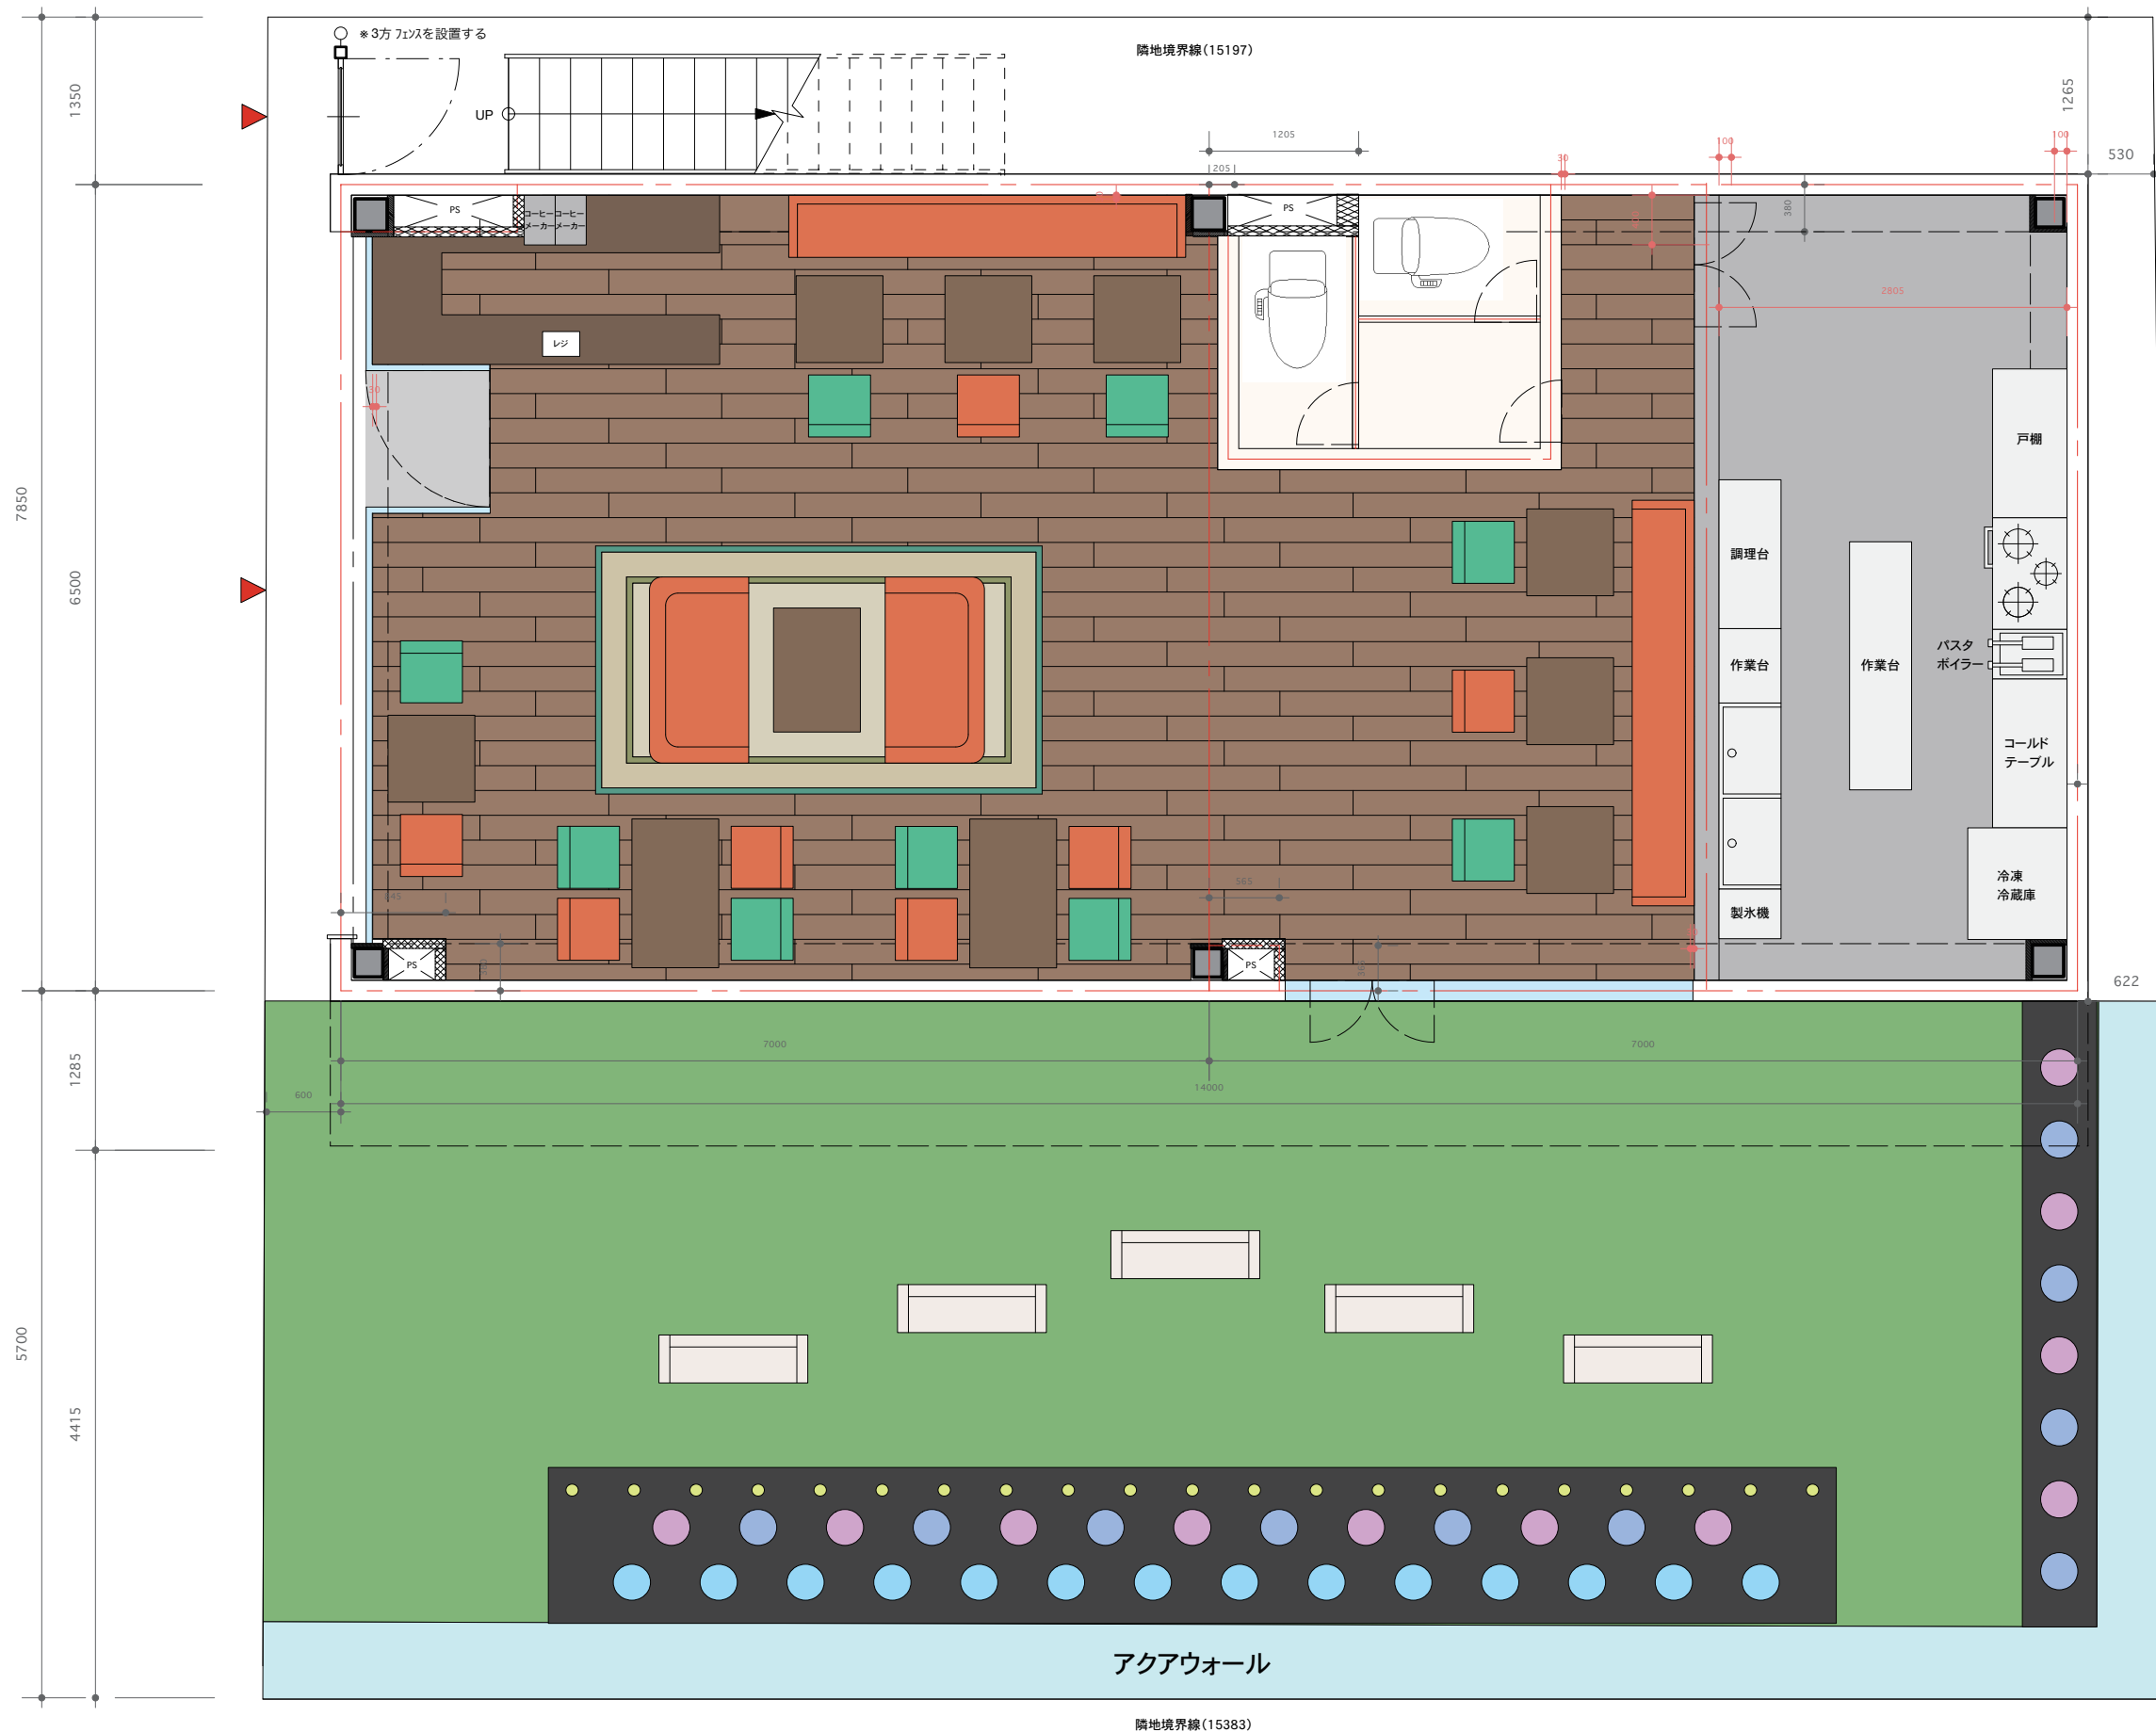 ※3方 フェンスを設置する
隣地境界線(15197)
1350
UP
1265
1205
100
100
530
30
205
PS
コーヒー
メーカー
コーヒー
メーカー
PS
380
2805
レジ
30
戸棚
7850
6500
調理台
パスタ
ボイラー
作業台
作業台
コールド
テーブル
冷凍
冷蔵庫
565
製氷機
PS
PS
622
7000
7000
1285
14000
600
5700
4415
アクアウォール
隣地境界線(15383)